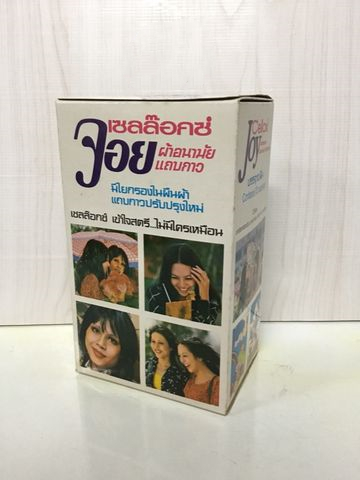 เซลล๊อคซ์
จอย
ผ้าอนามัย
แถบกาว
มีใยกรองในผืนผ้า
แถบกาวปรับปรุงใหม่
เซลล๊อกซ์ เข้าใจสตรี...ไม่มีใครเหมือน
Joy